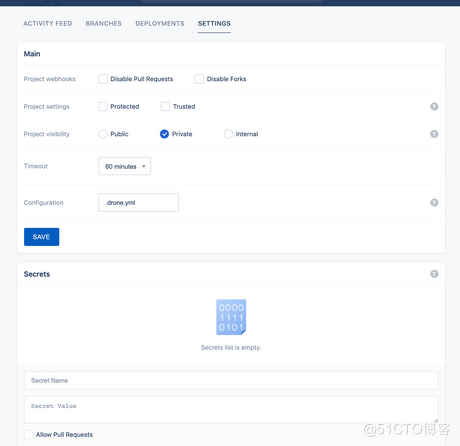 ACTIVITY FEED BRANCHES DEPLOYMENTS SETTINGS
Main
Project webhooks Disable Pull Requests Disable Forks
Project settings Protected Trusted ?
Project visibility Public Private Internal ?
Timeout 60 minutes
Configuration .drone.yml ?
SAVE
Secrets ?
0000
1111
0101
Secrets list is empty.
Secret Name
Secret Value
Allow Pull Requests
@51CTO博客